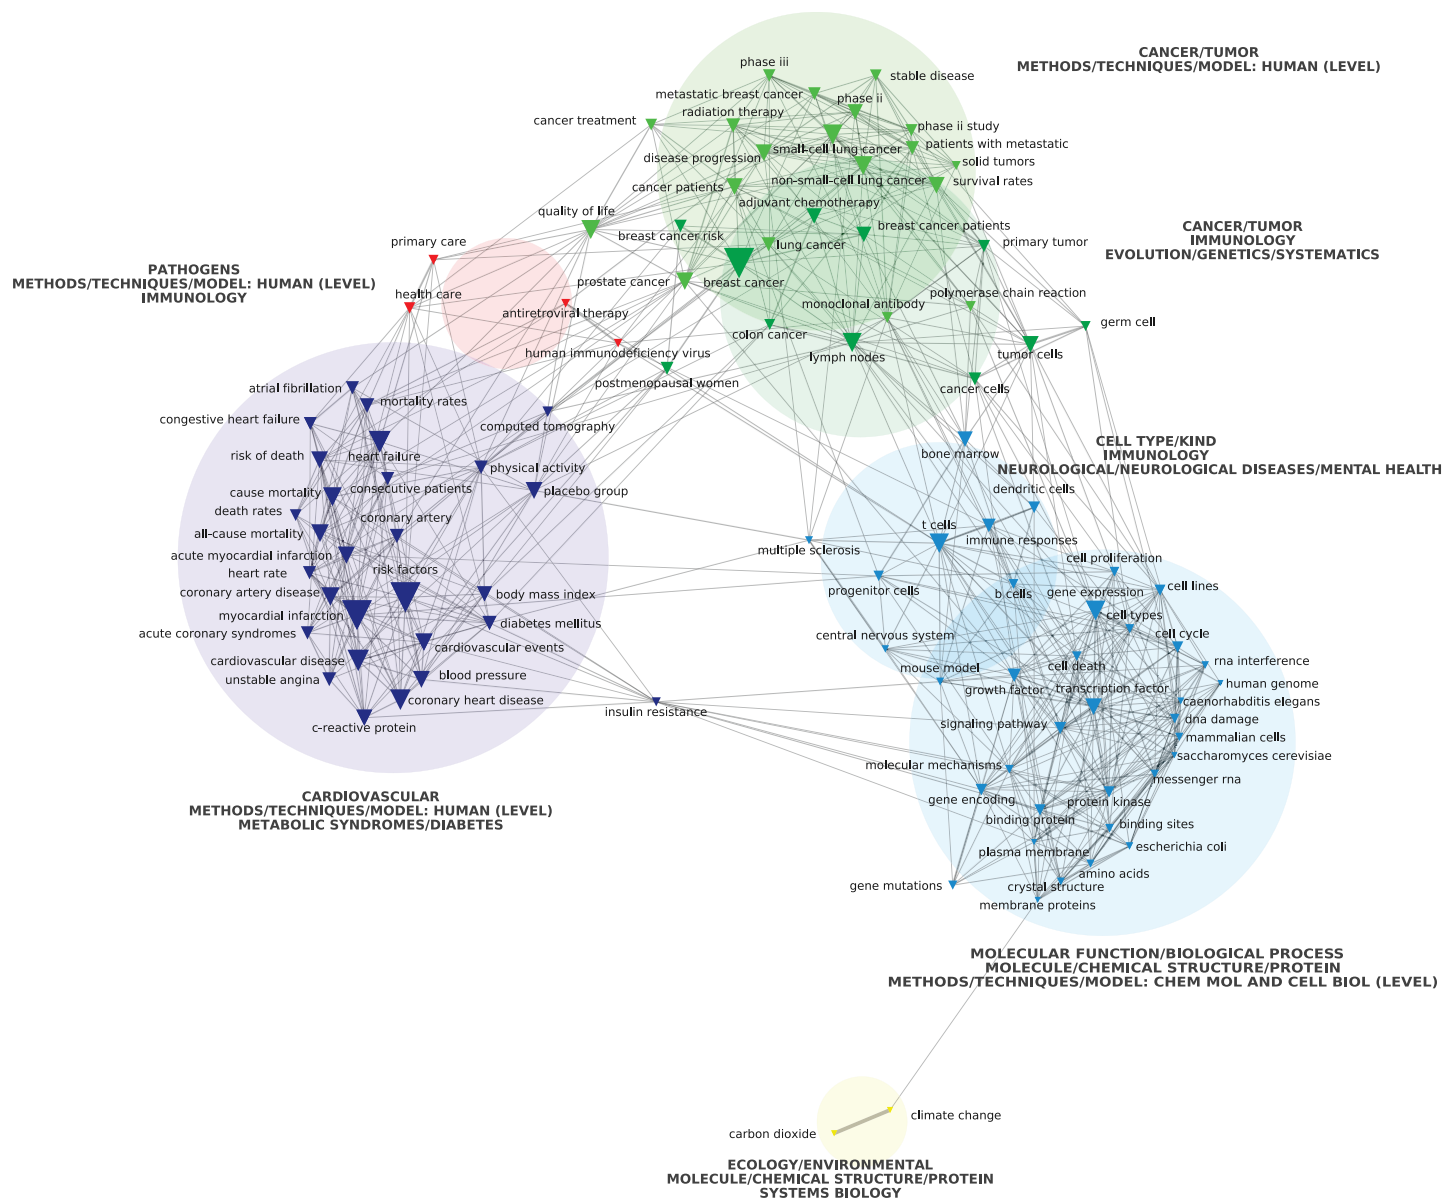 CANCER/TUMOR
METHODS/TECHNIQUES/MODEL: HUMAN (LEVEL)
phase iii
stable disease
metastatic breast cancer
phase ii
radiation therapy
cancer treatment
phase ii study
small-cell lung cancer
patients with metastatic
disease progression
solid tumors
non-small-cell lung cancer
survival rates
cancer patients
adjuvant chemotherapy
quality of life
breast cancer patients
breast cancer risk
lung cancer
primary tumor
CANCER/TUMOR
IMMUNOLOGY
EVOLUTION/GENETICS/SYSTEMATICS
primary care
PATHOGENS
METHODS/TECHNIQUES/MODEL: HUMAN (LEVEL)
IMMUNOLOGY
prostate cancer
breast cancer
health care
polymerase chain reaction
monoclonal antibody
antiretroviral therapy
germ cell
colon cancer
human immunodeficiency virus
lymph nodes
tumor cells
postmenopausal women
cancer cells
atrial fibrillation
mortality rates
congestive heart failure
computed tomography
CELL TYPE/KIND
IMMUNOLOGY
NEUROLOGICAL/NEUROLOGICAL DISEASES/MENTAL HEALTH
bone marrow
risk of death
heart failure
physical activity
consecutive patients
placebo group
dendritic cells
cause mortality
death rates
coronary artery
t cells
all-cause mortality
immune responses
acute myocardial infarction
multiple sclerosis
cell proliferation
heart rate
risk factors
progenitor cells
b cells
gene expression
cell lines
coronary artery disease
body mass index
myocardial infarction
cell types
diabetes mellitus
acute coronary syndromes
central nervous system
cell cycle
cardiovascular events
cardiovascular disease
mouse model
cell death
rna interference
unstable angina
blood pressure
growth factor
transcription factor
human genome
coronary heart disease
caenorhabditis elegans
insulin resistance
signaling pathway
dna damage
c-reactive protein
mammalian cells
saccharomyces cerevisiae
molecular mechanisms
messenger rna
CARDIOVASCULAR
METHODS/TECHNIQUES/MODEL: HUMAN (LEVEL)
METABOLIC SYNDROMES/DIABETES
gene encoding
protein kinase
binding protein
binding sites
plasma membrane
escherichia coli
amino acids
gene mutations
crystal structure
membrane proteins
MOLECULAR FUNCTION/BIOLOGICAL PROCESS
MOLECULE/CHEMICAL STRUCTURE/PROTEIN
METHODS/TECHNIQUES/MODEL: CHEM MOL AND CELL BIOL (LEVEL)
climate change
carbon dioxide
ECOLOGY/ENVIRONMENTAL
MOLECULE/CHEMICAL STRUCTURE/PROTEIN
SYSTEMS BIOLOGY